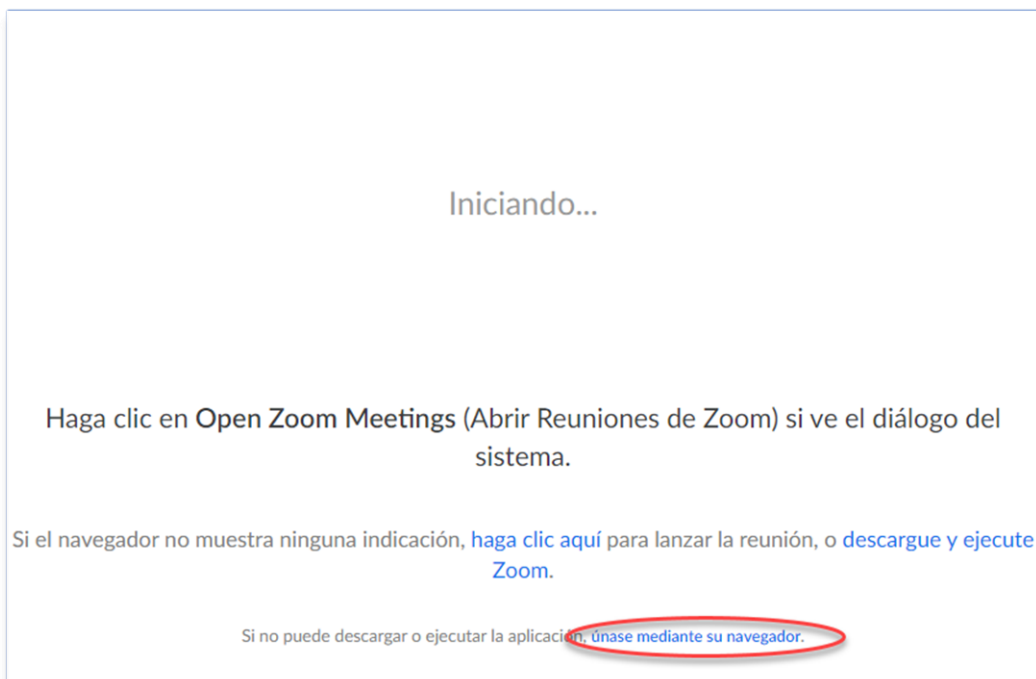 Iniciando...
Haga clic en Open Zoom Meetings (Abrir Reuniones de Zoom) si ve el diálogo del
sistema.
Si el navegador no muestra ninguna indicación, haga clic aquí para lanzar la reunión, o descargue y ejecute
Zoom.
Si no puede descargar o ejecutar la aplicación, únase mediante su navegador.